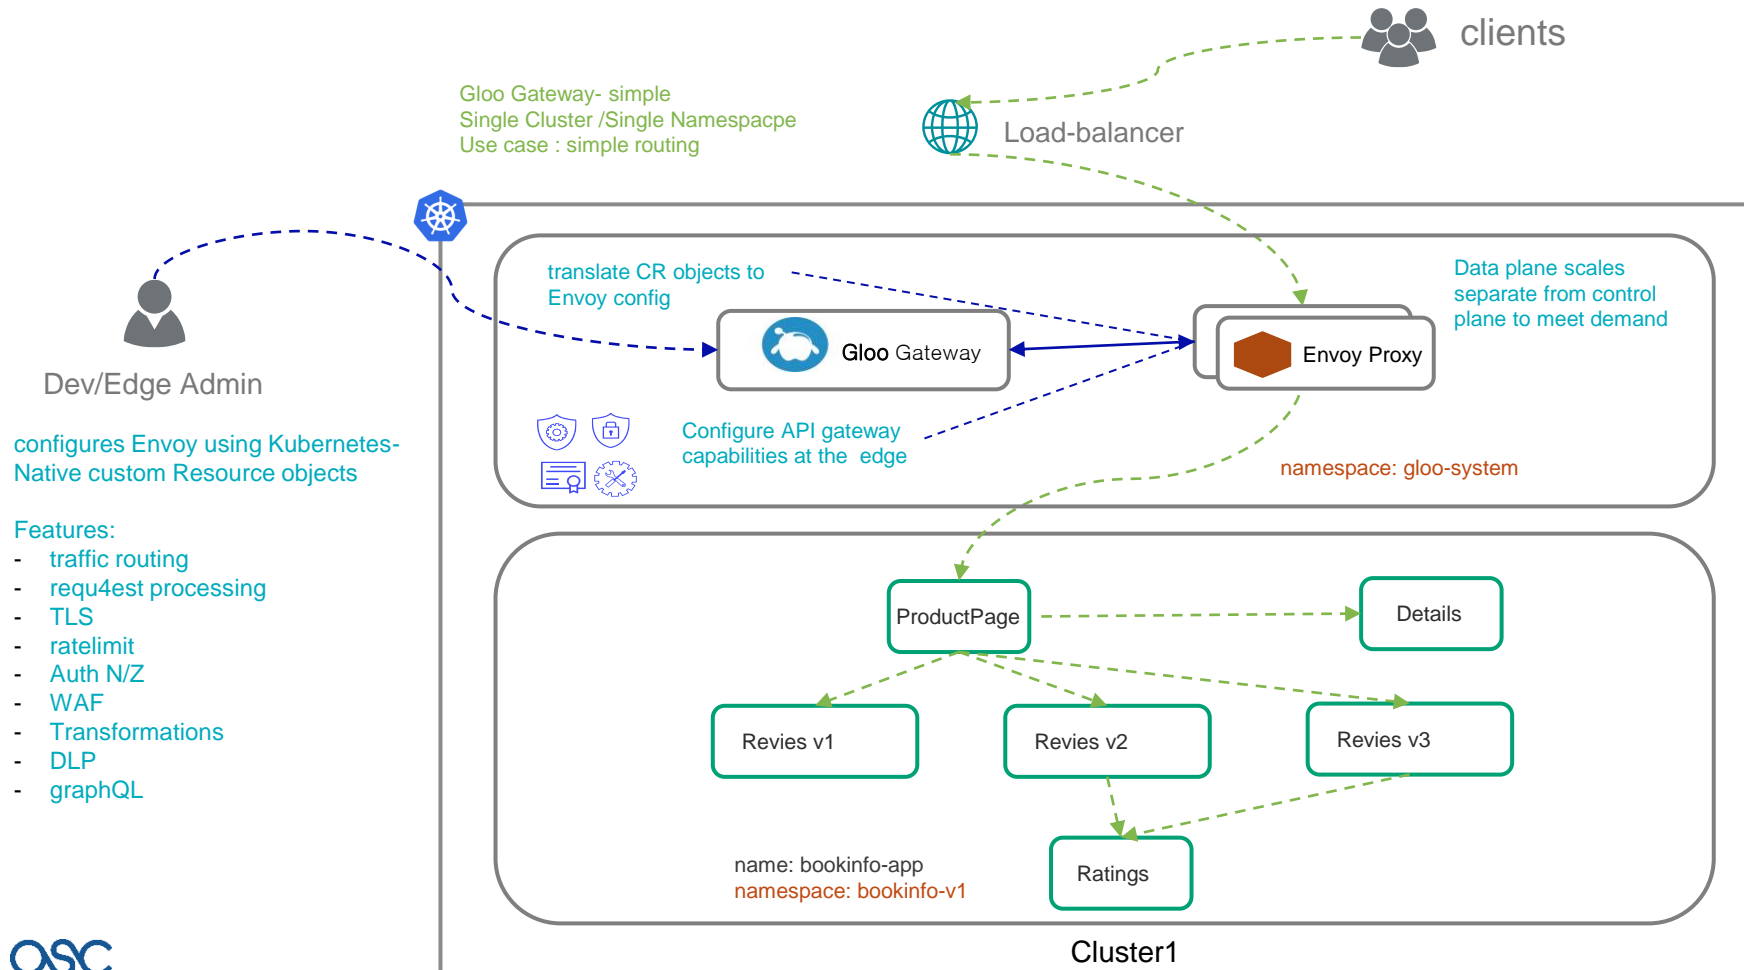 clients
Gloo Gateway- simple
Single Cluster /Single Namespacpe
Use case : simple routing
Load-balancer
translate CR objects to
Envoy config
Data plane scales
separate from control
plane to meet demand
Gloo Gateway
Envoy Proxy
Dev/Edge Admin
configures Envoy using Kubernetes-
Native custom Resource objects
Configure API gateway
capabilities at the edge
namespace: gloo-system
Features:
- traffic routing
- requ4est processing
- TLS
- ratelimit
- Auth N/Z
- WAF
- Transformations
- DLP
- graphQL
ProductPage
Details
Revies v1
Revies v2
Revies v3
name: bookinfo-app
namespace: bookinfo-v1
Ratings
Cluster1